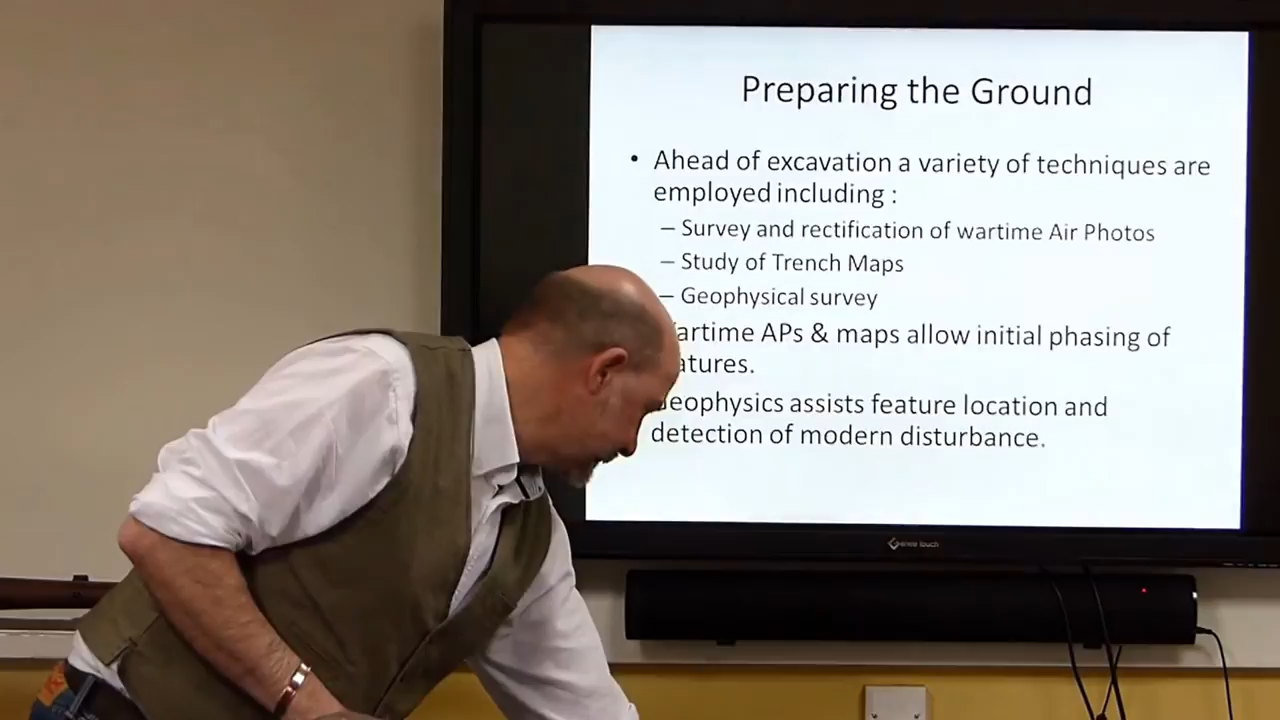 Preparing the Ground
• Ahead of excavation a variety of techniques are
employed including :
– Survey and rectification of wartime Air Photos
– Study of Trench Maps
– Geophysical survey
APs & maps allow initial phasing of
assists feature location and
detection of modern disturbance.